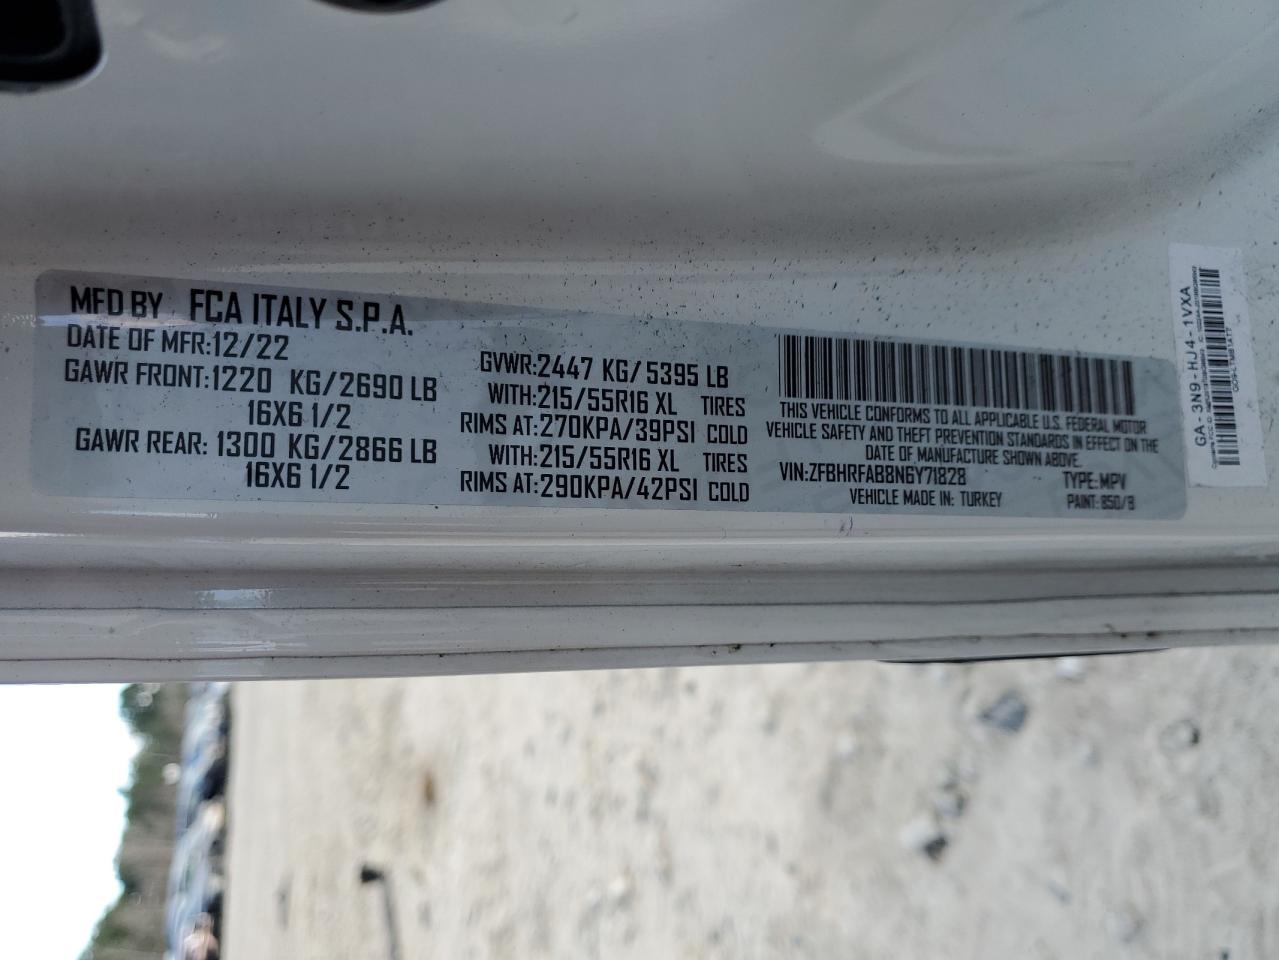 MFD BY FCA ITALY S.P.A.
DATE OF MFR:12/22
GAWR FRONT:1220 KG/2690 LB
16X6 1/2
GAWR REAR: 1300 KG/2866 LB
16X6 1/2
GVWR:2447 KG/5395 LB
WITH:215/55R16 XL TIRES
RIMS AT:270KPA/39PSI COLD
WITH:215/55R16 XL TIRES
RIMS AT:290KPA/42PSI COLD
THIS VEHICLE CONFORMS TO ALL APPLICABLE U.S. FEDERAL MOTOR
VEHICLE SAFETY AND THEFT PREVENTION STANDARDS IN EFFECT ON THE
DATE OF MANUFACTURE SHOWN ABOVE.
VIN:ZFBHRFAB8N6Y71828 TYPE:MPV
VEHICLE MADE IN: TURKEY PAINT: 850/B
GA-3N9-HJ4-1VXA